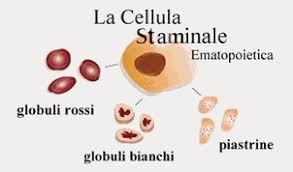 La Cellula
Staminale
Ematopoietica
globuli rossi
globuli bianchi
piastrine